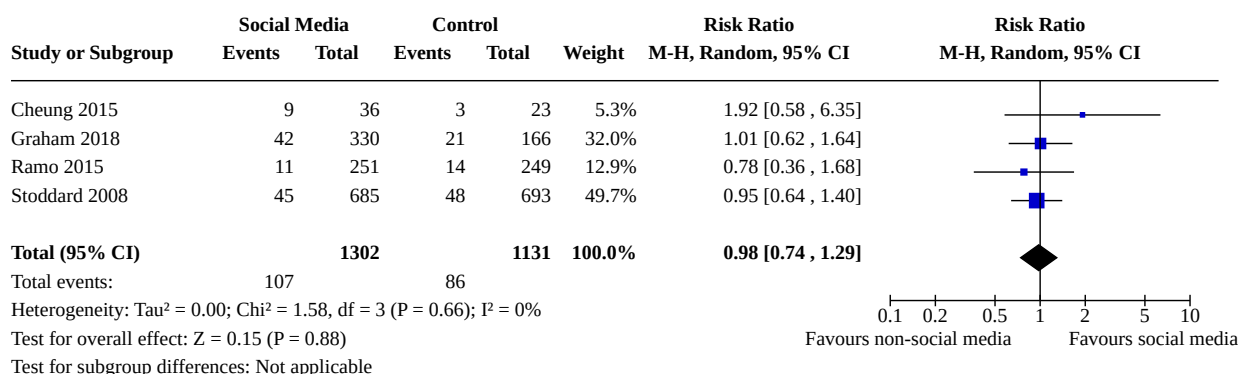 Social Media Control Risk Ratio Risk Ratio
Study or Subgroup Events Total Events Total Weight M-H, Random, 95% CI M-H, Random, 95% CI
Cheung 2015 9 36 3 23 5.3% 1.92 [0.58 , 6.35]
Graham 2018 42 330 21 166 32.0% 1.01 [0.62 , 1.64]
Ramo 2015 11 251 14 249 12.9% 0.78 [0.36 , 1.68]
Stoddard 2008 45 685 48 693 49.7% 0.95 [0.64 , 1.40]
Total (95% CI) 1302 1131 100.0% 0.98 [0.74 , 1.29]
Total events: 107 86
Heterogeneity: Tau² = 0.00; Chi² = 1.58, df = 3 (P = 0.66); I² = 0%
0.1 0.2 0.5 1 2 5 10
Test for overall effect: Z = 0.15 (P = 0.88) Favours non-social media Favours social media
Test for subgroup differences: Not applicable